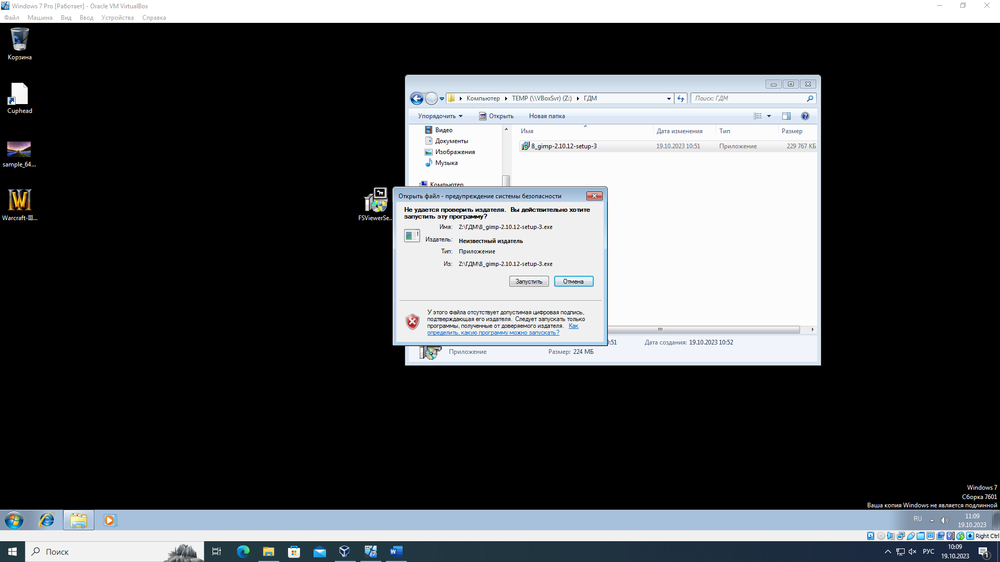 Windows 7 Pro [Работает] - Oracle VM VirtualBox
Файл Машина Вид Ввод Устройства Справка
Корзина
Cuphead
sample_64...
Warcraft-III...
FSViewerSe...
Компьютер TEMP (\\VBoxSvr) (Z:) ГДМ
Поиск: ГДМ
Упорядочить Открыть Новая папка
Видео
Документы
Изображения
Музыка
Компьютер
Имя Дата изменения Тип Размер
8_gimp-2.10.12-setup-3 19.10.2023 10:51 Приложение 229 767 КБ
Открыть файл - предупреждение системы безопасности
Не удается проверить издателя. Вы действительно хотите
запустить эту программу?
Имя: Z:\ГДМ\8_gimp-2.10.12-setup-3.exe
Издатель: Неизвестный издатель
Тип: Приложение
Из: Z:\ГДМ\8_gimp-2.10.12-setup-3.exe
Запустить Отмена
У этого файла отсутствует допустимая цифровая подпись,
подтверждающая его издателя. Следует запускать только
программы, полученные от доверяемого издателя. Как
определить, какую программу можно запускать?
0:51 Дата создания: 19.10.2023 10:52
Приложение Размер: 224 МБ
Windows 7
Сборка 7601
Ваша копия Windows не является подлинной
RU
11:09
19.10.2023
Right Ctrl
Поиск
РУС
10:09
19.10.2023
1